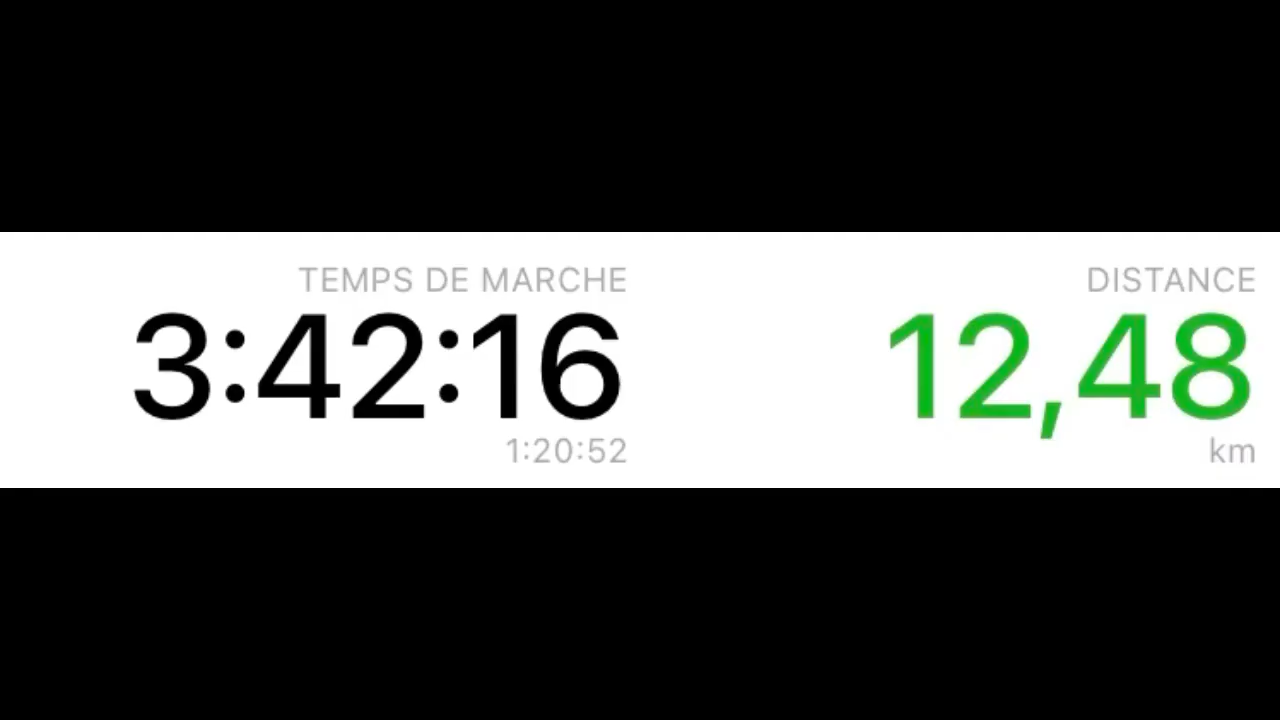 TEMPS DE MARCHE
3:42:16
1:20:52
DISTANCE
12,48
km